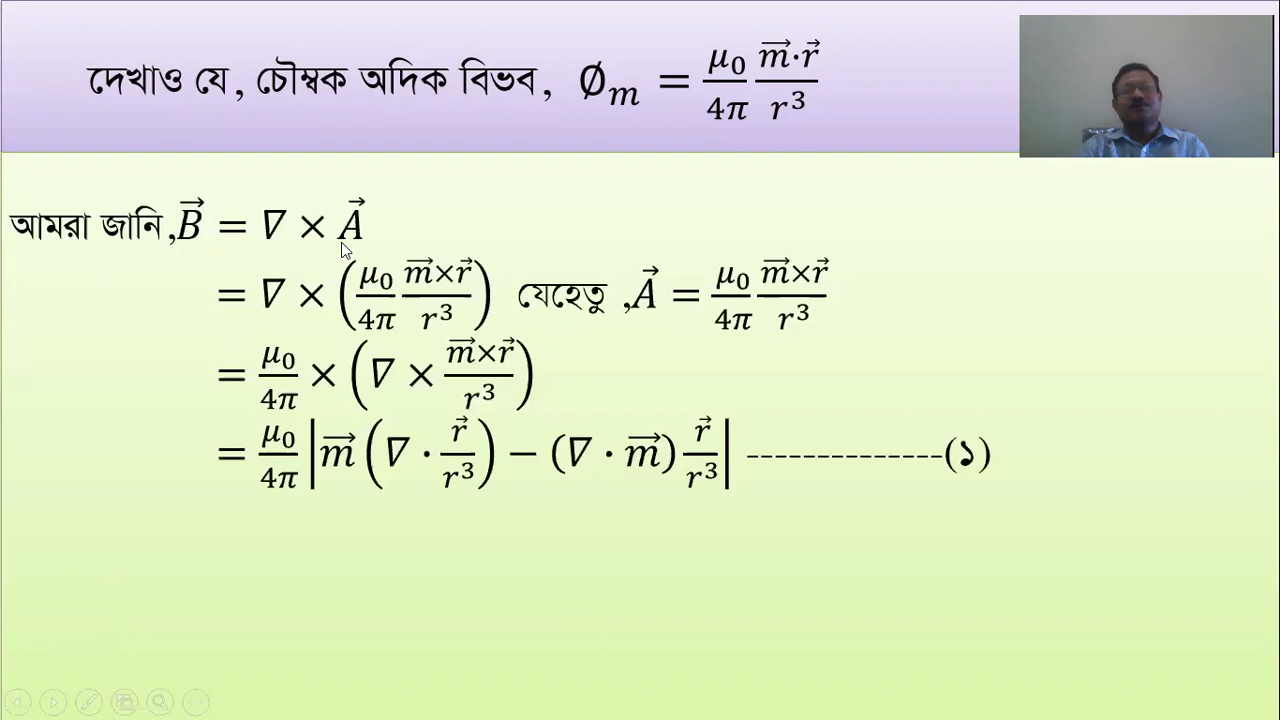 দেখাও যে, চৌম্বক অদিক বিভব, ∅ₘ = μ₀/4π (m⃗·r⃗)/r³
আমরা জানি,B⃗ = ∇ × A⃗
= ∇ × (μ₀/4π (m⃗×r⃗)/r³) যেহেতু ,A⃗ = μ₀/4π (m⃗×r⃗)/r³
= μ₀/4π × (∇ × (m⃗×r⃗)/r³)
= μ₀/4π |m⃗(∇ · r⃗/r³) − (∇ · m⃗) r⃗/r³| --------------(১)